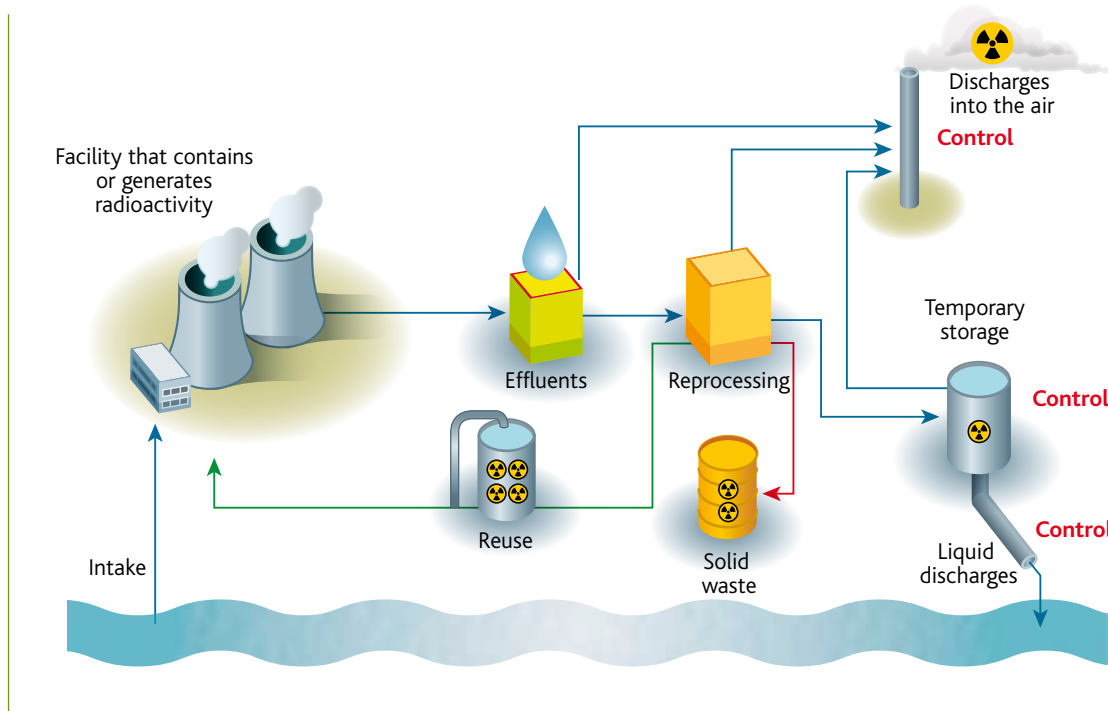 Discharges
into the air
Control
Facility that contains
or generates
radioactivity
Temporary
storage
Effluents
Reprocessing
Control
Reuse
Solid
waste
Control
Liquid
discharges
Intake